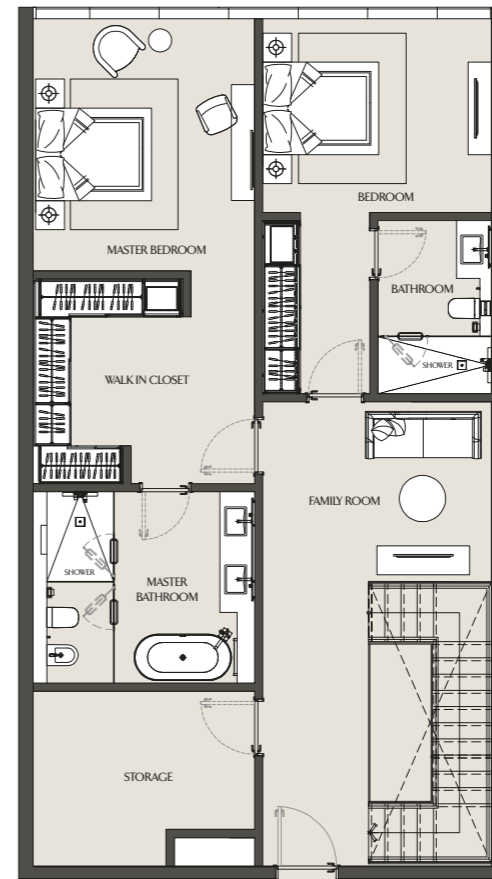 BEDROOM
MASTER BEDROOM
BATHROOM
SHOWER
WALK IN CLOSET
FAMILY ROOM
SHOWER
MASTER
BATHROOM
STORAGE